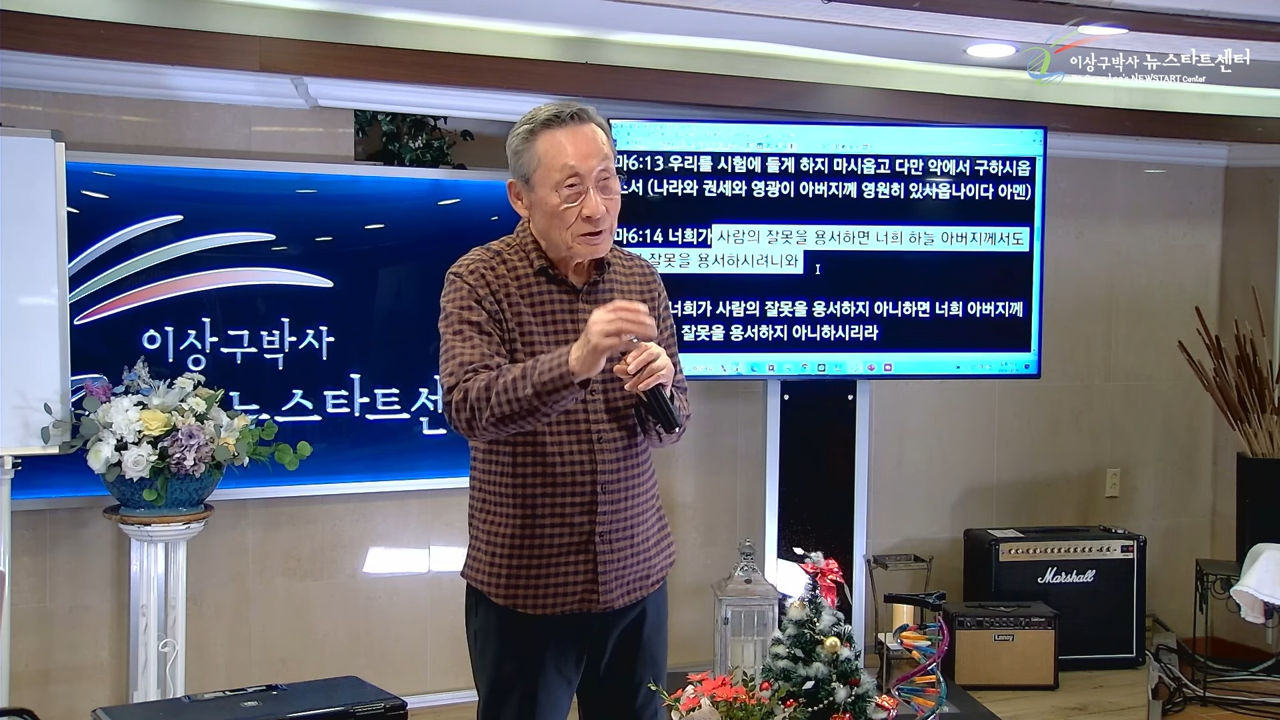 이상구박사 뉴스타트센터
NEWSTART Center
마6:13 우리를 시험에 들게 하지 마시옵고 다만 악에서 구하시옵
소서 (나라와 권세와 영광이 아버지께 영원히 있사옵나이다 아멘)
마6:14 너희가 사람의 잘못을 용서하면 너희 하늘 아버지께서도
잘못을 용서하시려니와
너희가 사람의 잘못을 용서하지 아니하면 너희 아버지께
잘못을 용서하지 아니하시리라
이상구박사
뉴스타트센
Marshall
Laney